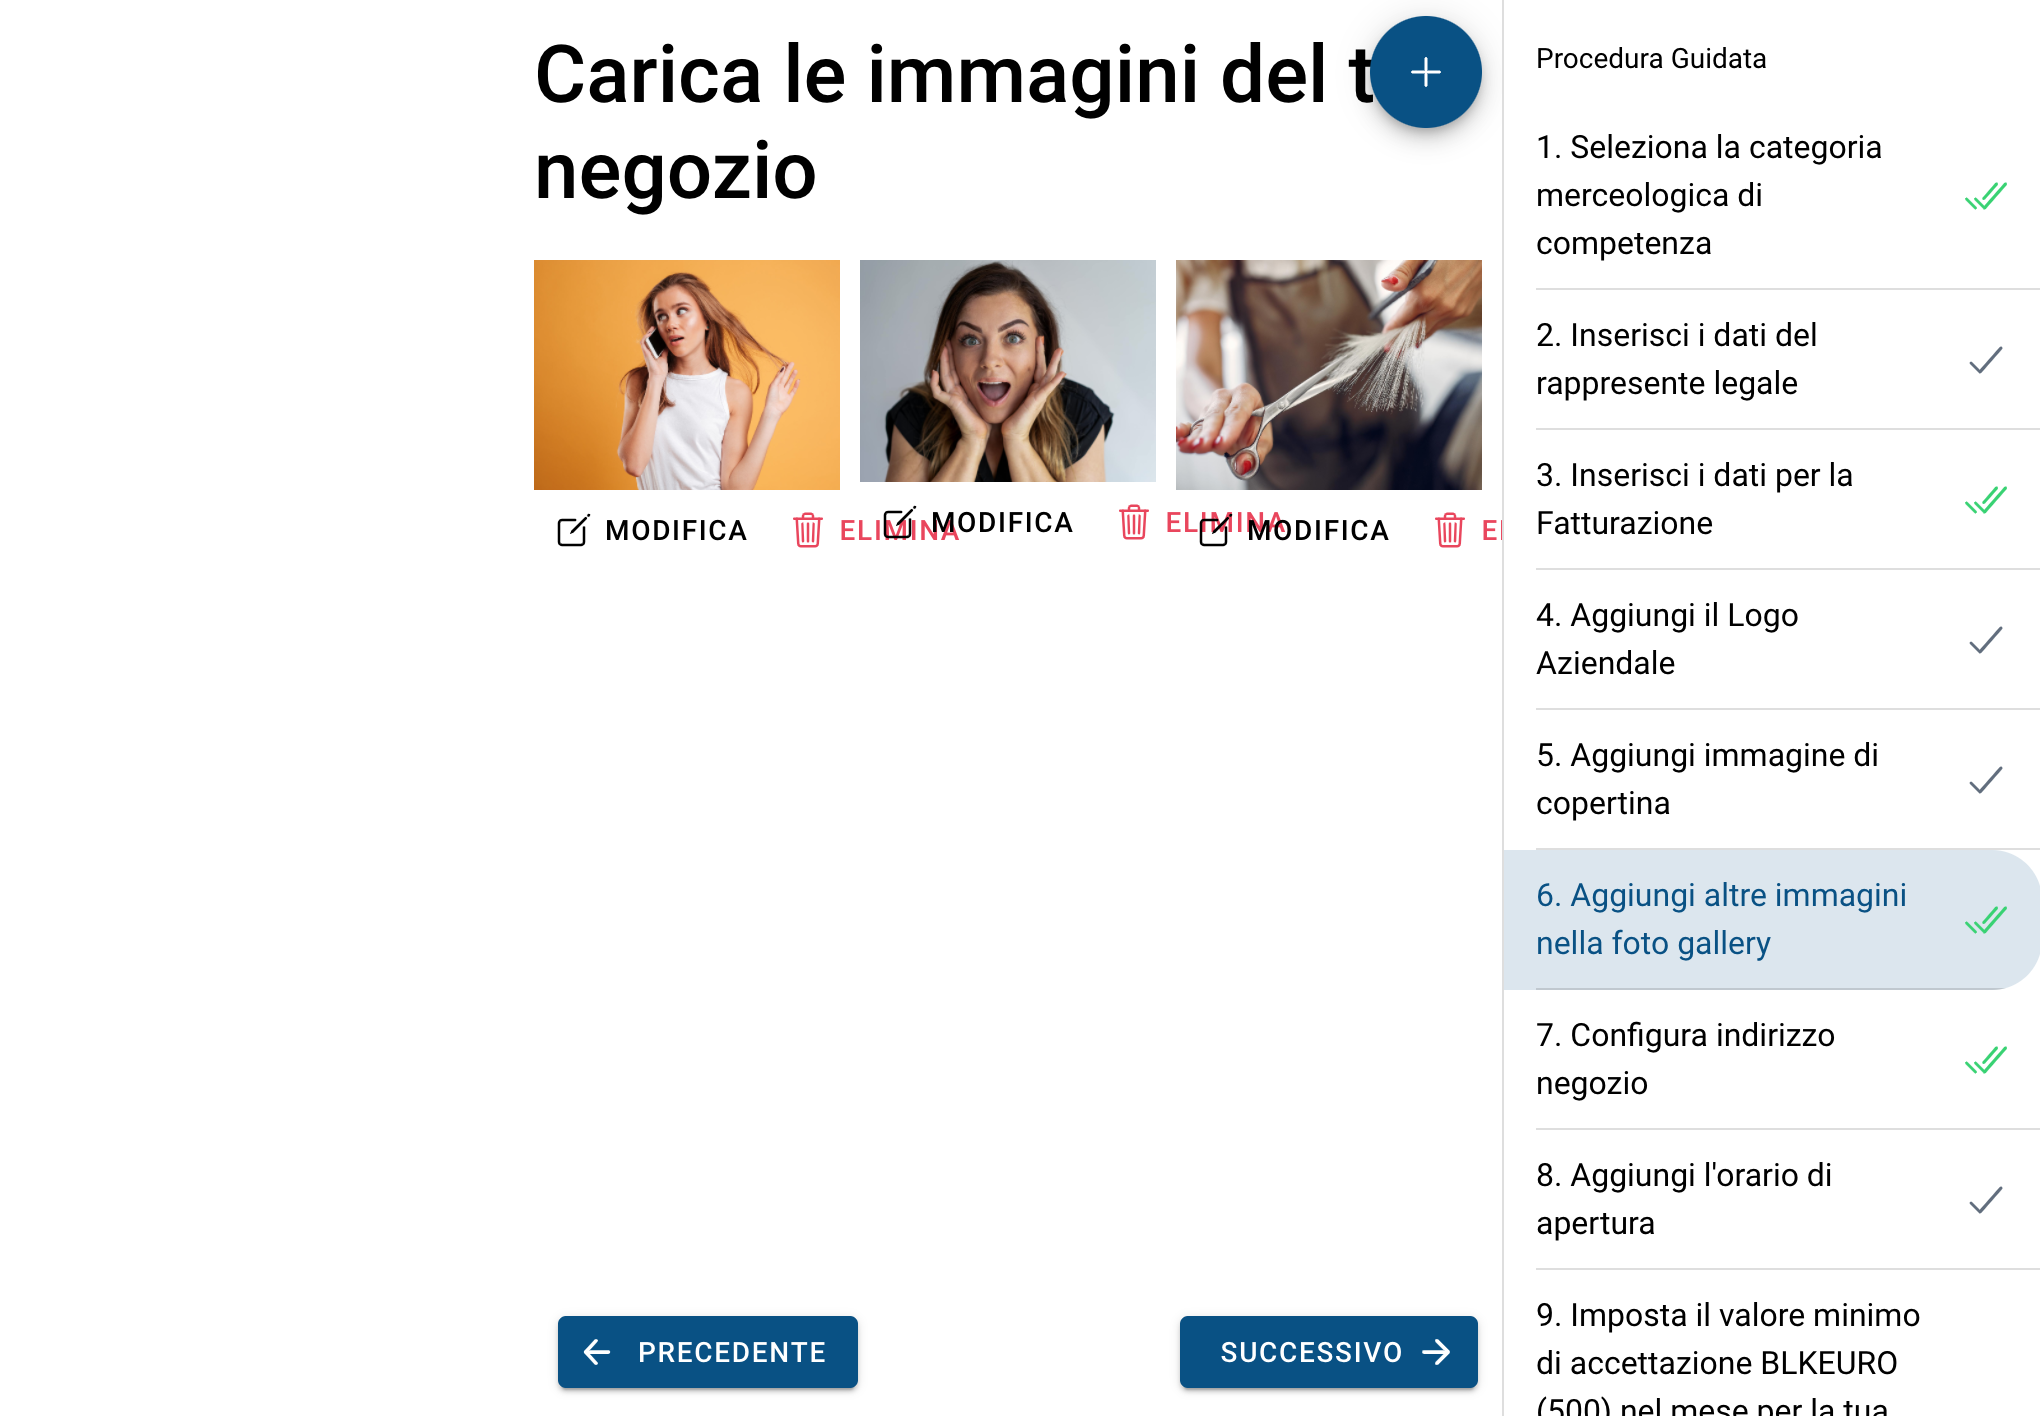 Carica le immagini del t
negozio
MODIFICA ELIMINA
MODIFICA ELIMINA
MODIFICA
PRECEDENTE
SUCCESSIVO
Procedura Guidata
1. Seleziona la categoria
merceologica di
competenza
2. Inserisci i dati del
rappresente legale
3. Inserisci i dati per la
Fatturazione
4. Aggiungi il Logo
Aziendale
5. Aggiungi immagine di
copertina
6. Aggiungi altre immagini
nella foto gallery
7. Configura indirizzo
negozio
8. Aggiungi l'orario di
apertura
9. Imposta il valore minimo
di accettazione BLKEURO
(500) nel mese per la tua